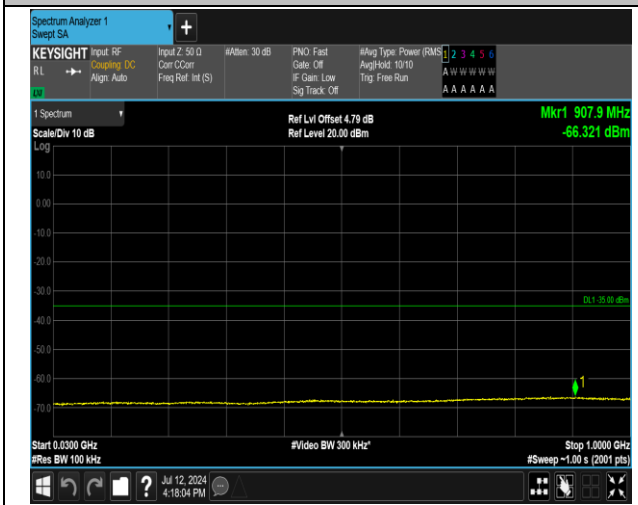 Spectrum Analyzer 1
Swept SA
+
KEYSIGHT Input: RF Input Z: 50 Ω #Atten: 30 dB PNO: Fast #Avg Type: Power (RMS 1 2 3 4 5 6
RL Coupling: DC Corr CCorr Gate: Off Avg|Hold: 10/10 A W W W W W
Align: Auto Freq Ref: Int (S) IF Gain: Low Trig: Free Run
Sig Track: Off A A A A A A
1 Spectrum Ref Lvl Offset 4.79 dB Mkr1 907.9 MHz
Scale/Div 10 dB Ref Level 20.00 dBm -66.321 dBm
Log
10.0
0.00
-10.0
-20.0
-30.0
DL1 -35.00 dBm
-40.0
-50.0
-60.0
1
-70.0
Start 0.0300 GHz #Video BW 300 kHz* Stop 1.0000 GHz
#Res BW 100 kHz #Sweep ~1.00 s (2001 pts)
? Jul 12, 2024
4:18:04 PM